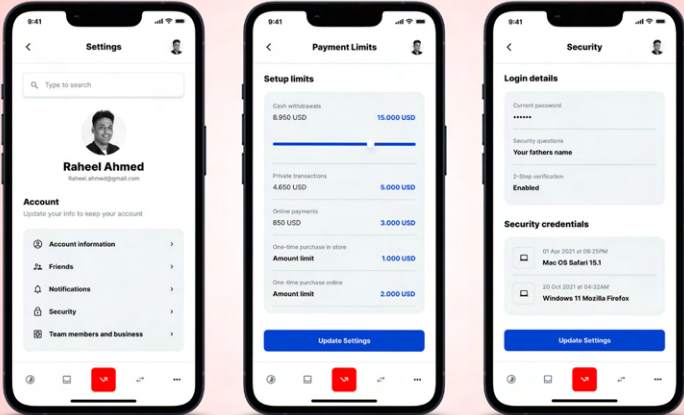 9:41
Settings
Type to search
Raheel Ahmed
Raheel.ahmed@gmail.com
Account
Update your info to keep your account
Account information
Friends
Notifications
Security
Team members and business
9:41
Payment Limits
Setup limits
Cash withdrawals
8.950 USD 15.000 USD
Private transactions
4.650 USD 5.000 USD
Online payments
850 USD 3.000 USD
One-time purchase in store
Amount limit 1.000 USD
One-time purchase online
Amount limit 2.000 USD
Update Settings
9:41
Security
Login details
Current password
••••••
Security questions
Your fathers name
2-Step verification
Enabled
Security credentials
01 Apr 2021 at 06:25PM
Mac OS Safari 15.1
20 Oct 2021 at 04:32AM
Windows 11 Mozilla Firefox
Update Settings